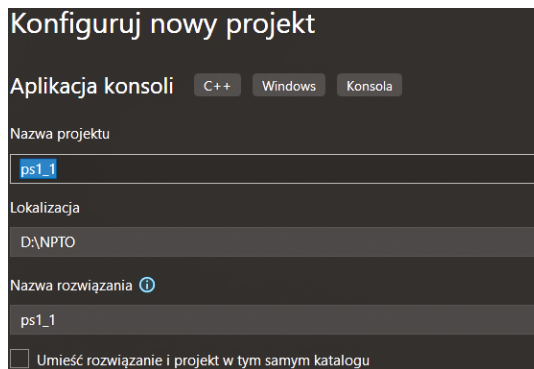 Konfiguruj nowy projekt
Aplikacja konsoli C++ Windows Konsola
Nazwa projektu
ps1_1
Lokalizacja
D:\NPTO
Nazwa rozwiązania
ps1_1
Umieść rozwiązanie i projekt w tym samym katalogu